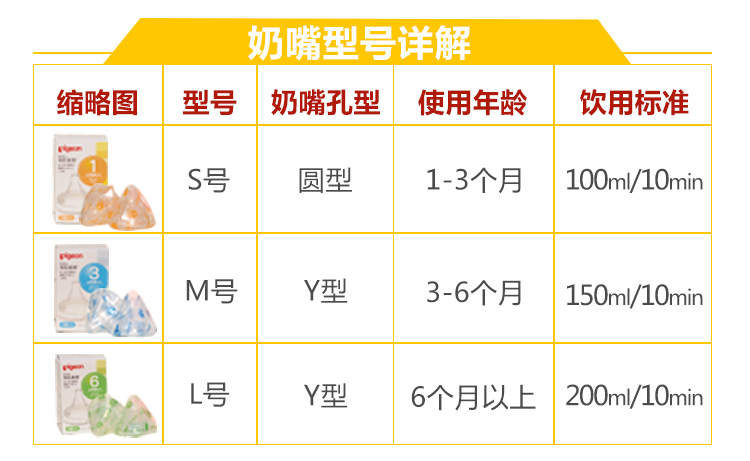 奶嘴型号详解
缩略图 型号 奶嘴孔型 使用年龄 饮用标准
pigeon
1
S号 圆型 1-3个月 100ml/10min
pigeon
3
M号 Y型 3-6个月 150ml/10min
pigeon
6
L号 Y型 6个月以上 200ml/10min